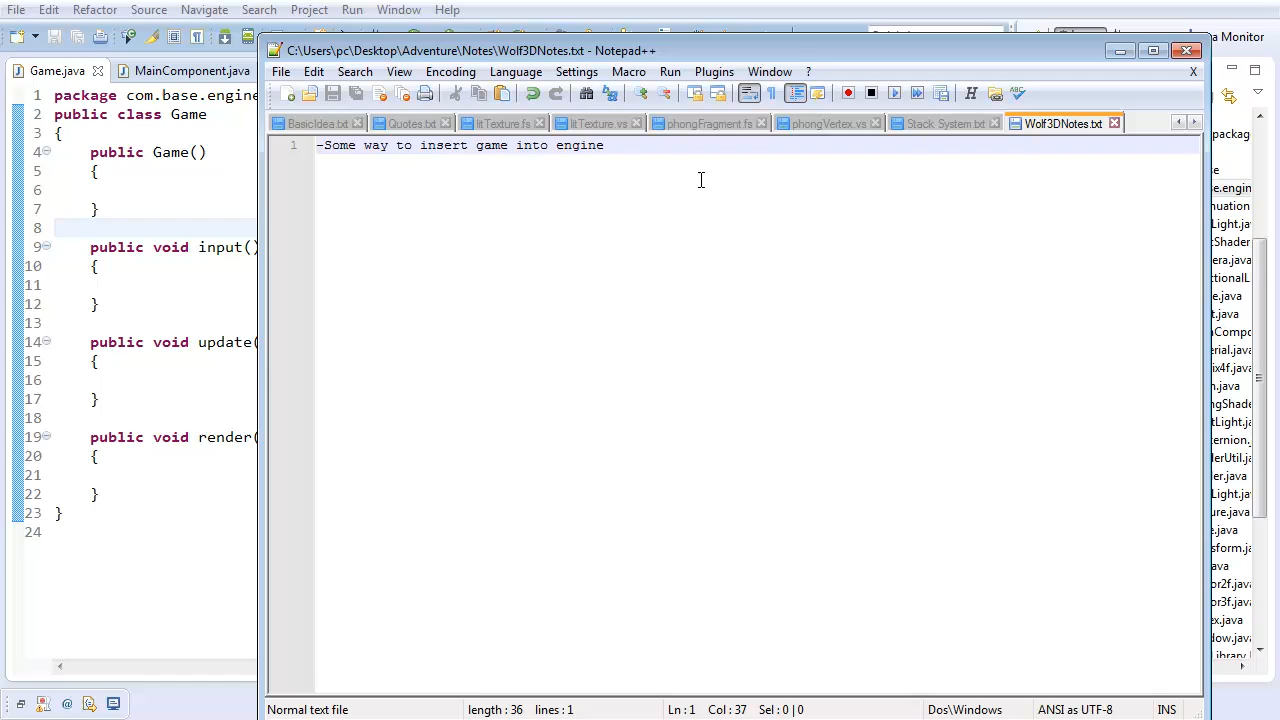 File Edit Refactor Source Navigate Search Project Run Window Help
C:\Users\pc\Desktop\Adventure\Notes\Wolf3DNotes.txt - Notepad++
Monitor
Game.java MainComponent.java
File Edit Search View Encoding Language Settings Macro Run Plugins Window ? X
BasicIdea.txt Quotes.txt litTexture.fs litTexture.vs phongFragment.fs phongVertex.vs Stack System.txt Wolf3DNotes.txt
1 -Some way to insert game into engine
1 package com.base.engine
2 public class Game
3 {
4 public Game()
5 {
6
7 }
8
9 public void input()
10 {
11
12 }
13
14 public void update(
15 {
16
17 }
18
19 public void render(
20 {
21
22 }
23 }
24
Normal text file length : 36 lines : 1 Ln : 1 Col : 37 Sel : 0 | 0 Dos\Windows ANSI as UTF-8 INS